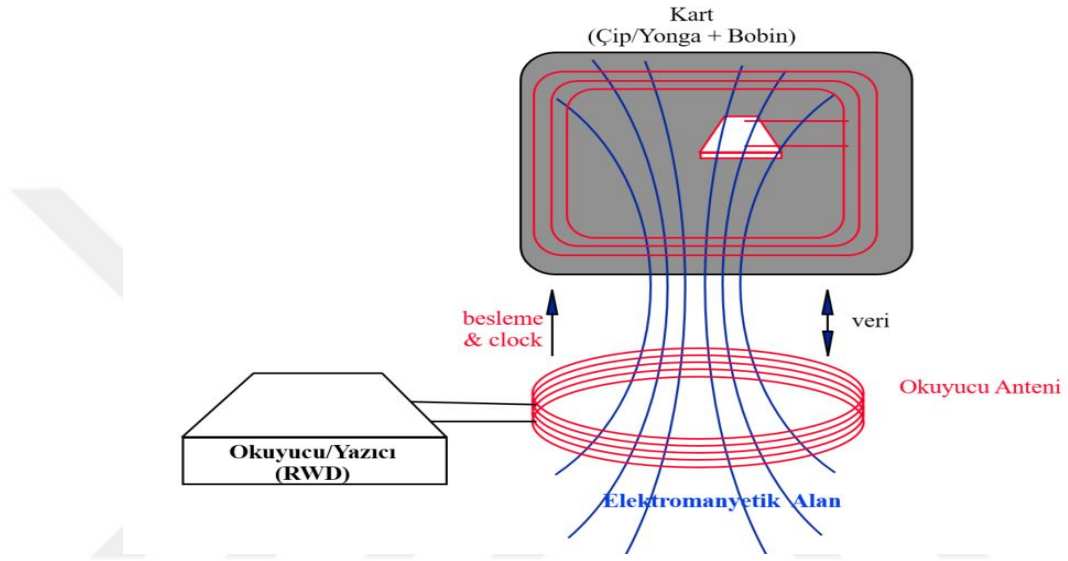 Kart
(Çip/Yonga + Bobin)
besleme
& clock
veri
Okuyucu Anteni
Okuyucu/Yazıcı
(RWD)
Elektromanyetik Alan